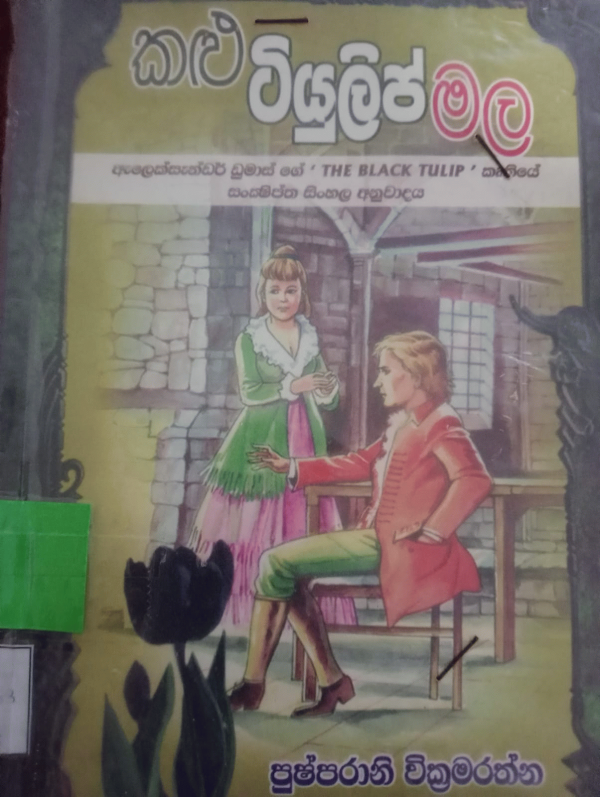 කළු
ටියුලිප් මල
ඇලෙක්සැන්ඩර් ඩූමාස් ගේ ‘ THE BLACK TULIP ’ කෘතියේ
සංක්ෂිප්ත සිංහල අනුවාදය
පුෂ්පරානි වික්‍රමරත්න